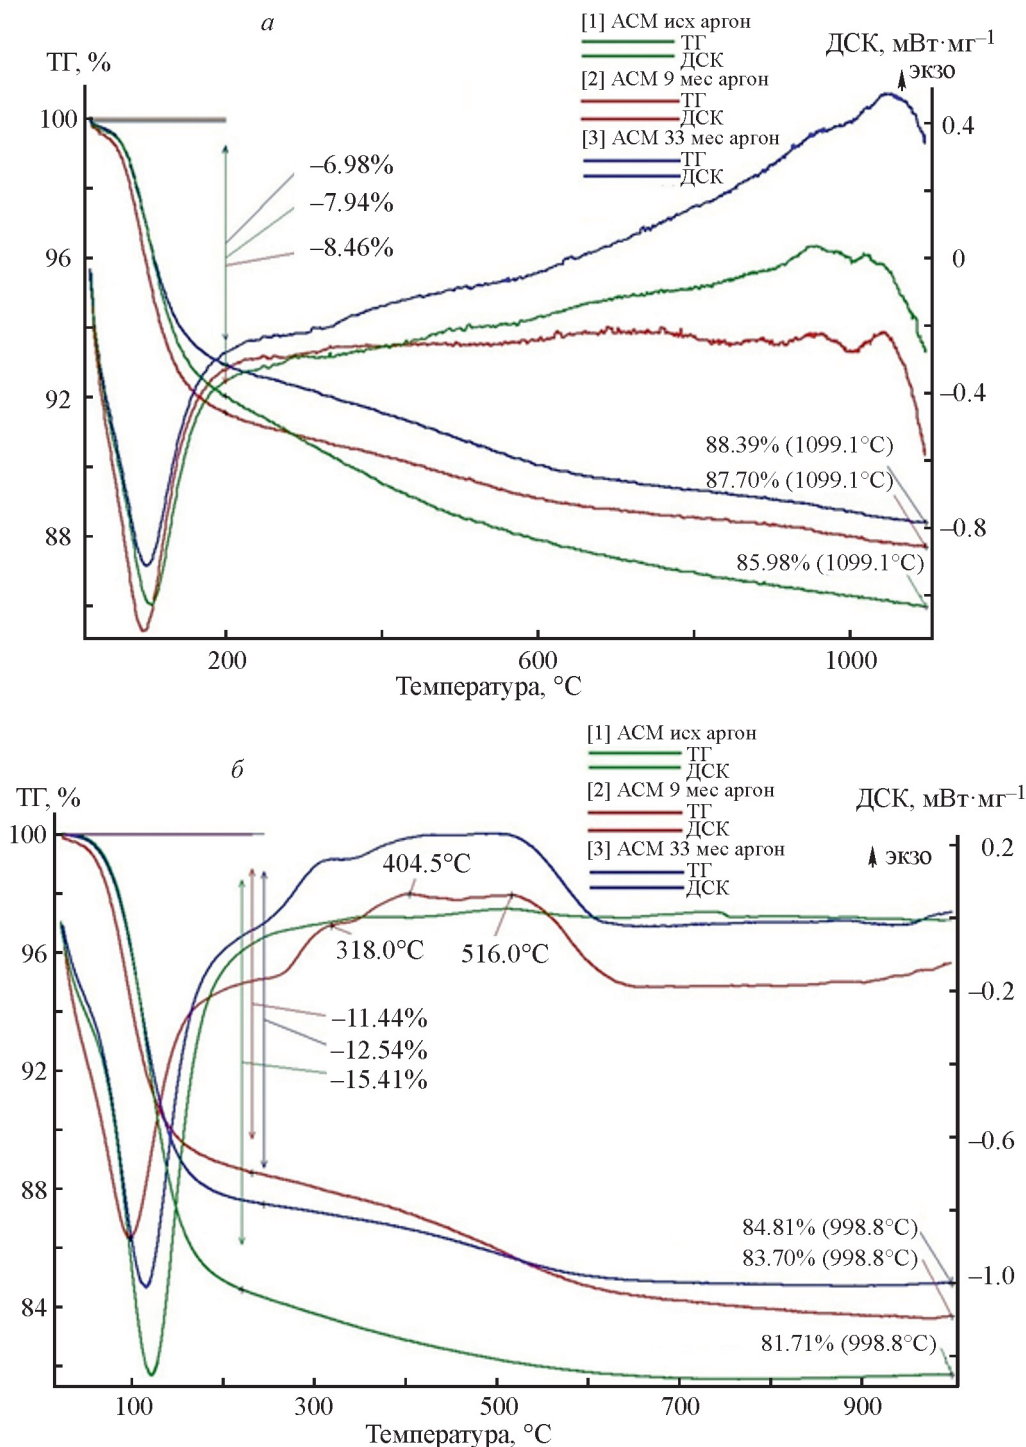 а
[1] АСМ исх аргон
ТГ
ДСК
[2] АСМ 9 мес аргон
ТГ
ДСК
[3] АСМ 33 мес аргон
ТГ
ДСК
ТГ, %
ДСК, мВт·мг⁻¹
экзо
100
96
92
88
0.4
0
−0.4
−0.8
−6.98%
−7.94%
−8.46%
88.39% (1099.1°C)
87.70% (1099.1°C)
85.98% (1099.1°C)
200
600
1000
Температура, °C
б
[1] АСМ исх аргон
ТГ
ДСК
[2] АСМ 9 мес аргон
ТГ
ДСК
[3] АСМ 33 мес аргон
ТГ
ДСК
ТГ, %
ДСК, мВт·мг⁻¹
экзо
100
96
92
88
84
0.2
−0.2
−0.6
−1.0
404.5°C
318.0°C
516.0°C
−11.44%
−12.54%
−15.41%
84.81% (998.8°C)
83.70% (998.8°C)
81.71% (998.8°C)
100
300
500
700
900
Температура, °C